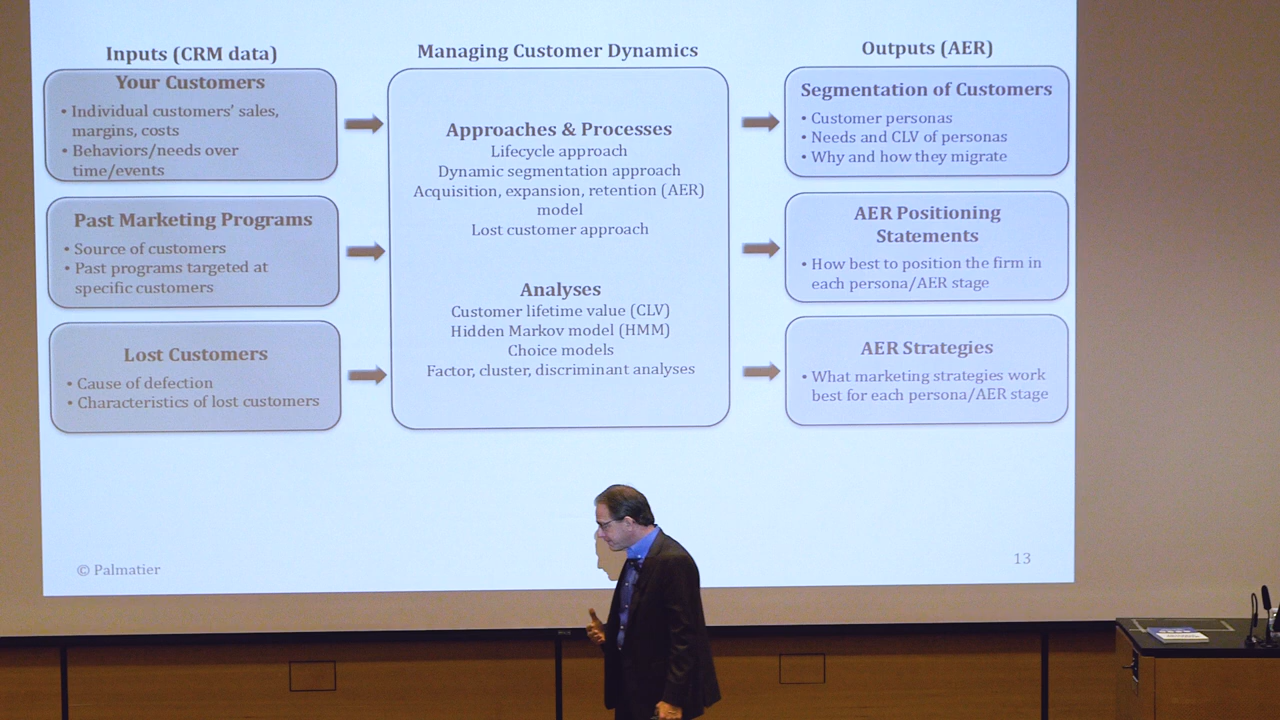 Inputs (CRM data)
Your Customers
• Individual customers' sales,
margins, costs
• Behaviors/needs over
time/events
Past Marketing Programs
• Source of customers
• Past programs targeted at
specific customers
Lost Customers
• Cause of defection
• Characteristics of lost customers
Managing Customer Dynamics
Approaches & Processes
Lifecycle approach
Dynamic segmentation approach
Acquisition, expansion, retention (AER)
model
Lost customer approach
Analyses
Customer lifetime value (CLV)
Hidden Markov model (HMM)
Choice models
Factor, cluster, discriminant analyses
Outputs (AER)
Segmentation of Customers
• Customer personas
• Needs and CLV of personas
• Why and how they migrate
AER Positioning
Statements
• How best to position the firm in
each persona/AER stage
AER Strategies
• What marketing strategies work
best for each persona/AER stage
© Palmatier
13